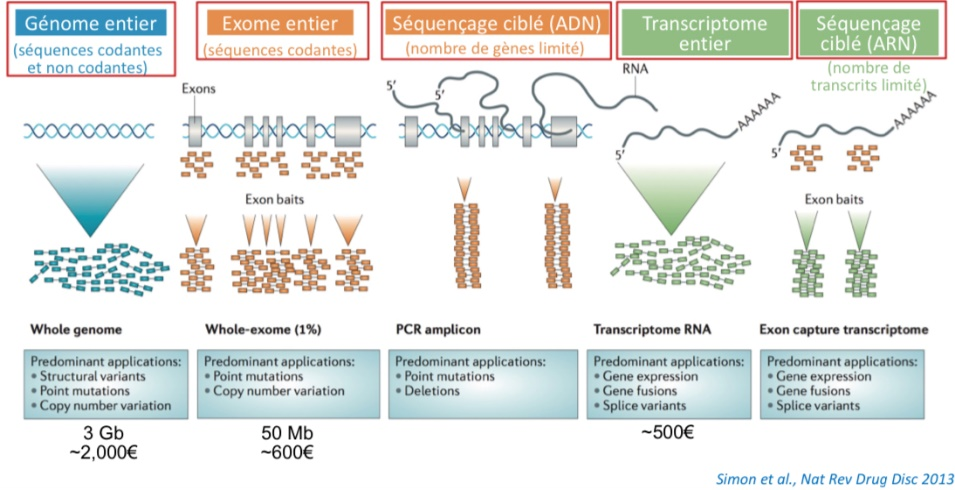 Génome entier
(séquences codantes
et non codantes)
Exome entier
(séquences codantes)
Séquençage ciblé (ADN)
(nombre de gènes limité)
Transcriptome
entier
Séquençage
ciblé (ARN)
(nombre de
transcrits limité)
Exons
5'
5'
RNA
AAAAAA
5'
AAAAAA
5'
Exon baits
Exon baits
Whole genome
Whole-exome (1%)
PCR amplicon
Transcriptome RNA
Exon capture transcriptome
Predominant applications:
• Structural variants
• Point mutations
• Copy number variation
Predominant applications:
• Point mutations
• Copy number variation
Predominant applications:
• Point mutations
• Deletions
Predominant applications:
• Gene expression
• Gene fusions
• Splice variants
Predominant applications:
• Gene expression
• Gene fusions
• Splice variants
3 Gb
~2,000€
50 Mb
~600€
~500€
Simon et al., Nat Rev Drug Disc 2013